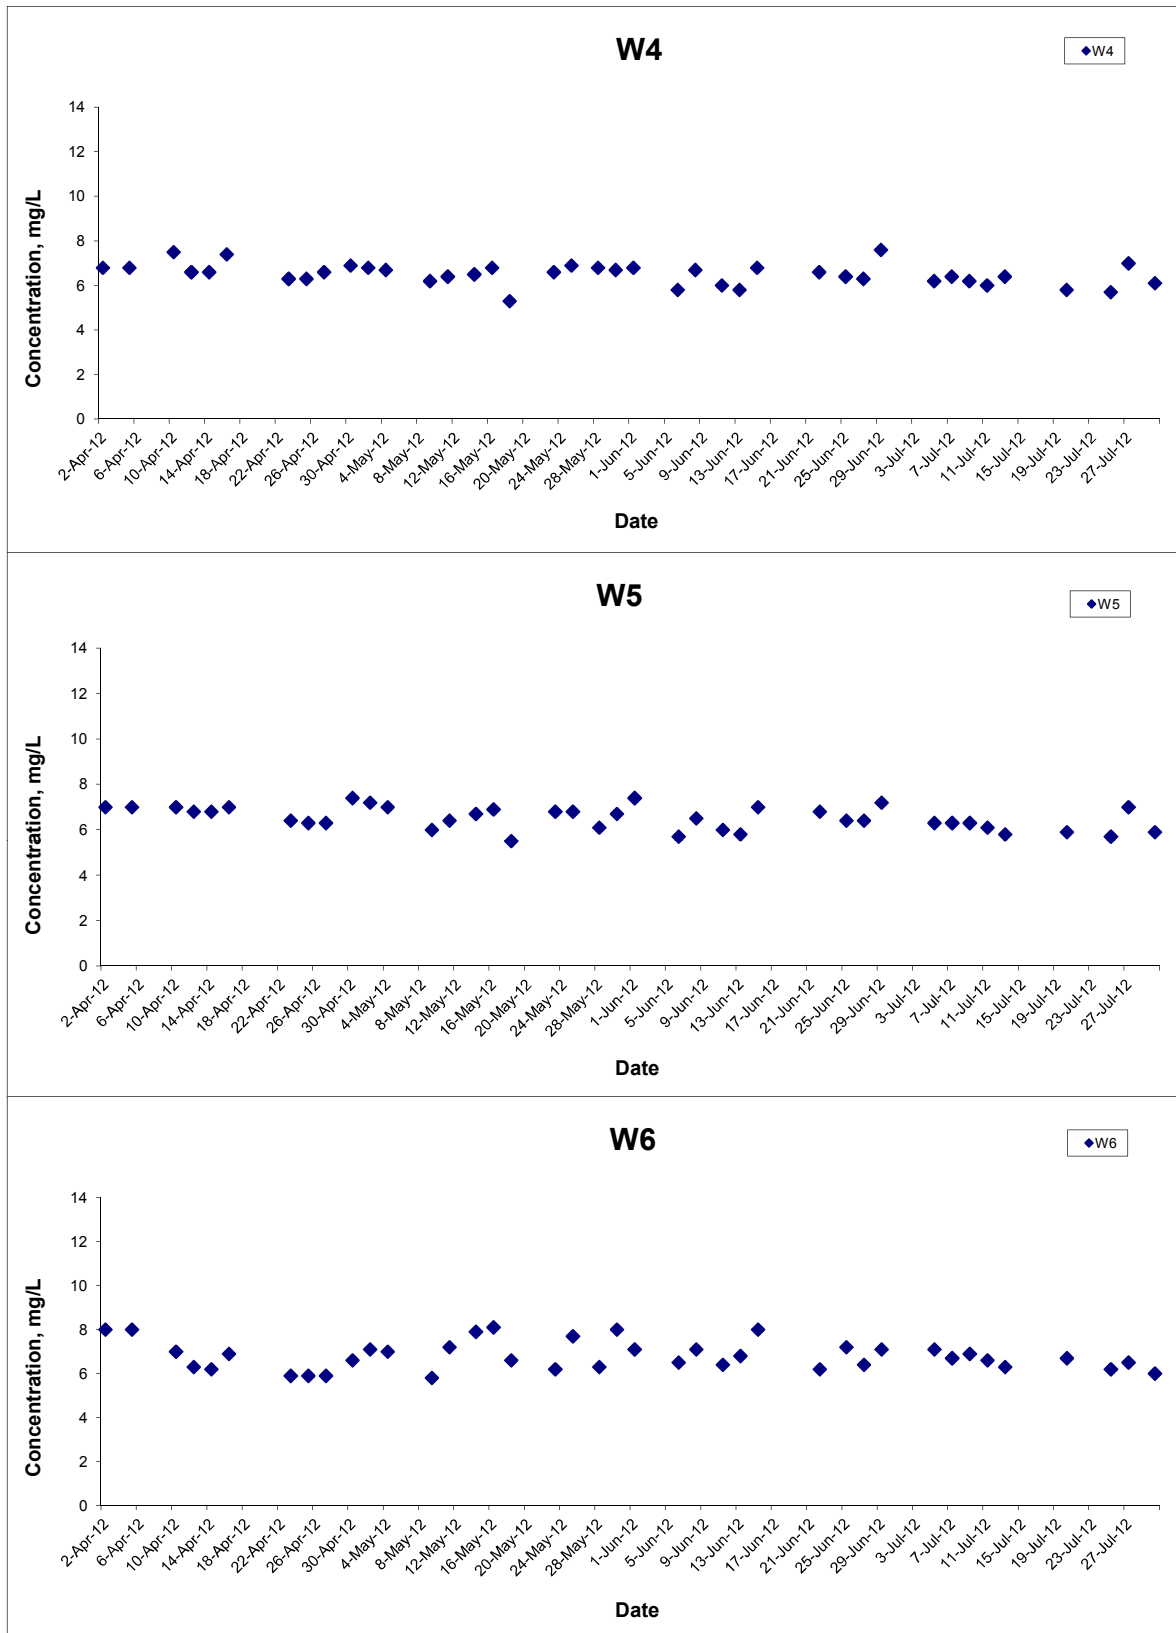 W4
W4
14
12
10
8
6
4
2
0
Concentration, mg/L
2-Apr-12
6-Apr-12
10-Apr-12
14-Apr-12
18-Apr-12
22-Apr-12
26-Apr-12
30-Apr-12
4-May-12
8-May-12
12-May-12
16-May-12
20-May-12
24-May-12
28-May-12
1-Jun-12
5-Jun-12
9-Jun-12
13-Jun-12
17-Jun-12
21-Jun-12
25-Jun-12
29-Jun-12
3-Jul-12
7-Jul-12
11-Jul-12
15-Jul-12
19-Jul-12
23-Jul-12
27-Jul-12
Date
W5
W5
14
12
10
8
6
4
2
0
Concentration, mg/L
2-Apr-12
6-Apr-12
10-Apr-12
14-Apr-12
18-Apr-12
22-Apr-12
26-Apr-12
30-Apr-12
4-May-12
8-May-12
12-May-12
16-May-12
20-May-12
24-May-12
28-May-12
1-Jun-12
5-Jun-12
9-Jun-12
13-Jun-12
17-Jun-12
21-Jun-12
25-Jun-12
29-Jun-12
3-Jul-12
7-Jul-12
11-Jul-12
15-Jul-12
19-Jul-12
23-Jul-12
27-Jul-12
Date
W6
W6
14
12
10
8
6
4
2
0
Concentration, mg/L
2-Apr-12
6-Apr-12
10-Apr-12
14-Apr-12
18-Apr-12
22-Apr-12
26-Apr-12
30-Apr-12
4-May-12
8-May-12
12-May-12
16-May-12
20-May-12
24-May-12
28-May-12
1-Jun-12
5-Jun-12
9-Jun-12
13-Jun-12
17-Jun-12
21-Jun-12
25-Jun-12
29-Jun-12
3-Jul-12
7-Jul-12
11-Jul-12
15-Jul-12
19-Jul-12
23-Jul-12
27-Jul-12
Date